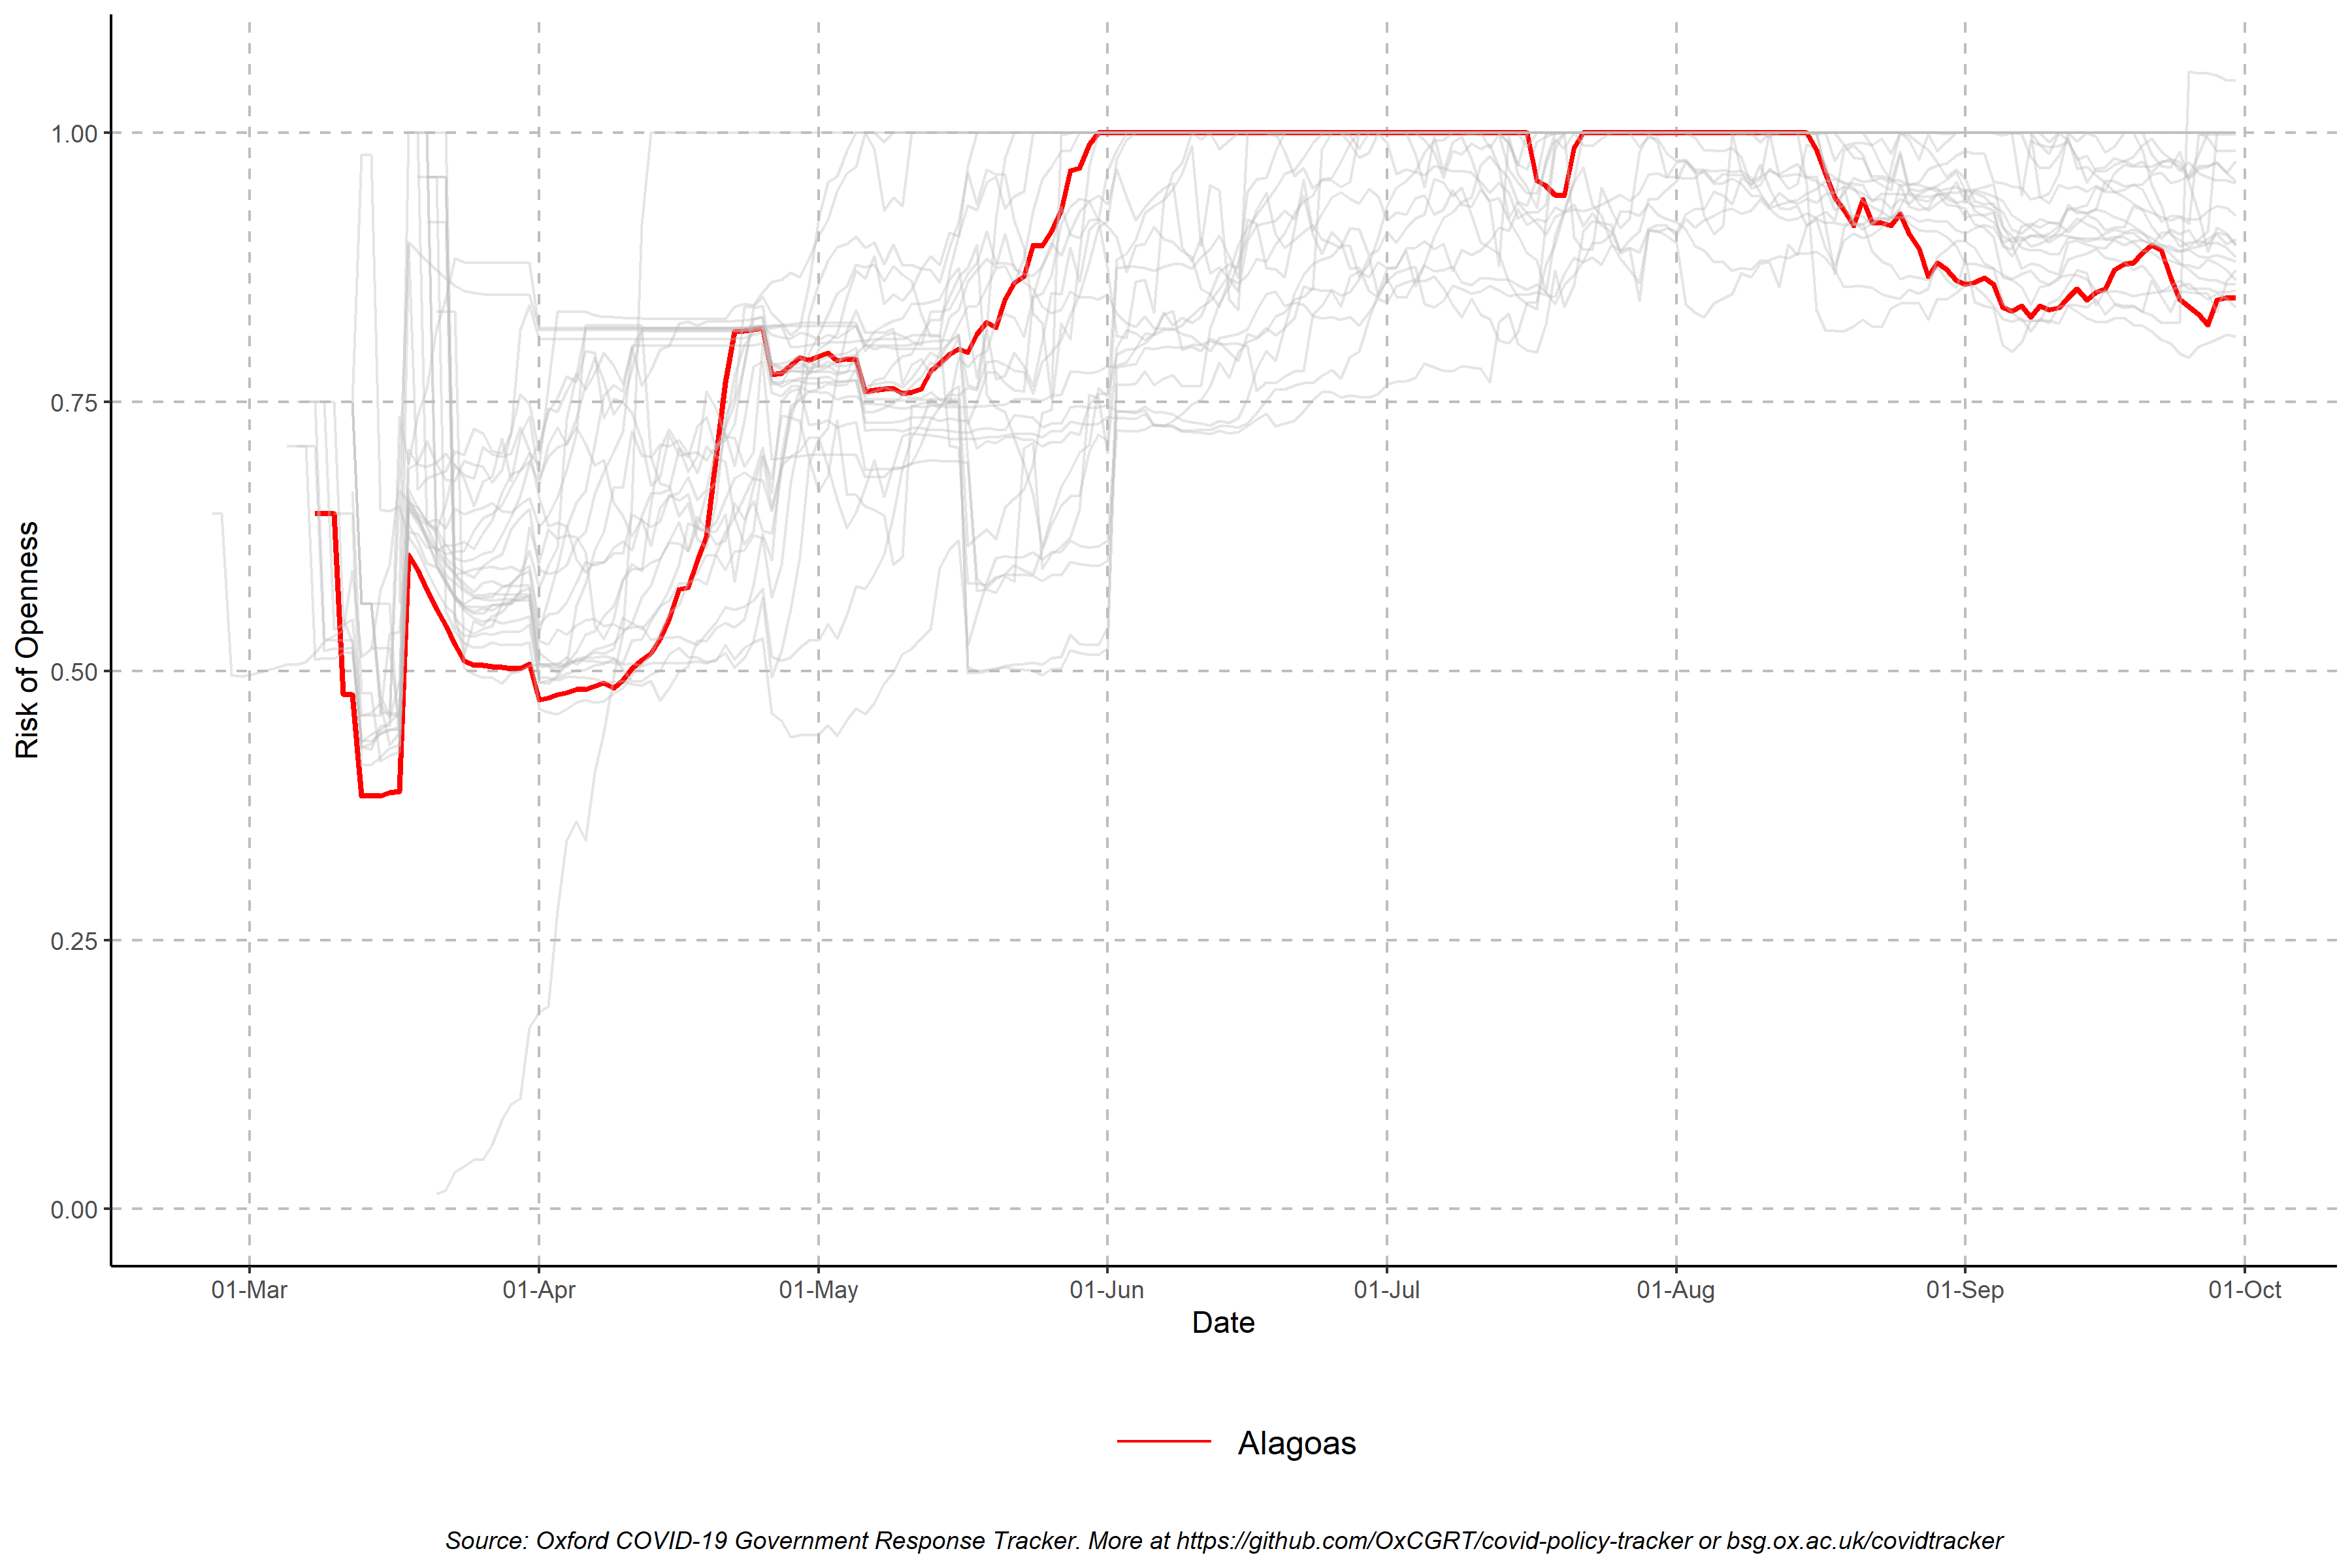 Risk of Openness
1.00
0.75
0.50
0.25
0.00
01-Mar 01-Apr 01-May 01-Jun 01-Jul 01-Aug 01-Sep 01-Oct
Date
Alagoas
Source: Oxford COVID-19 Government Response Tracker. More at https://github.com/OxCGRT/covid-policy-tracker or bsg.ox.ac.uk/covidtracker